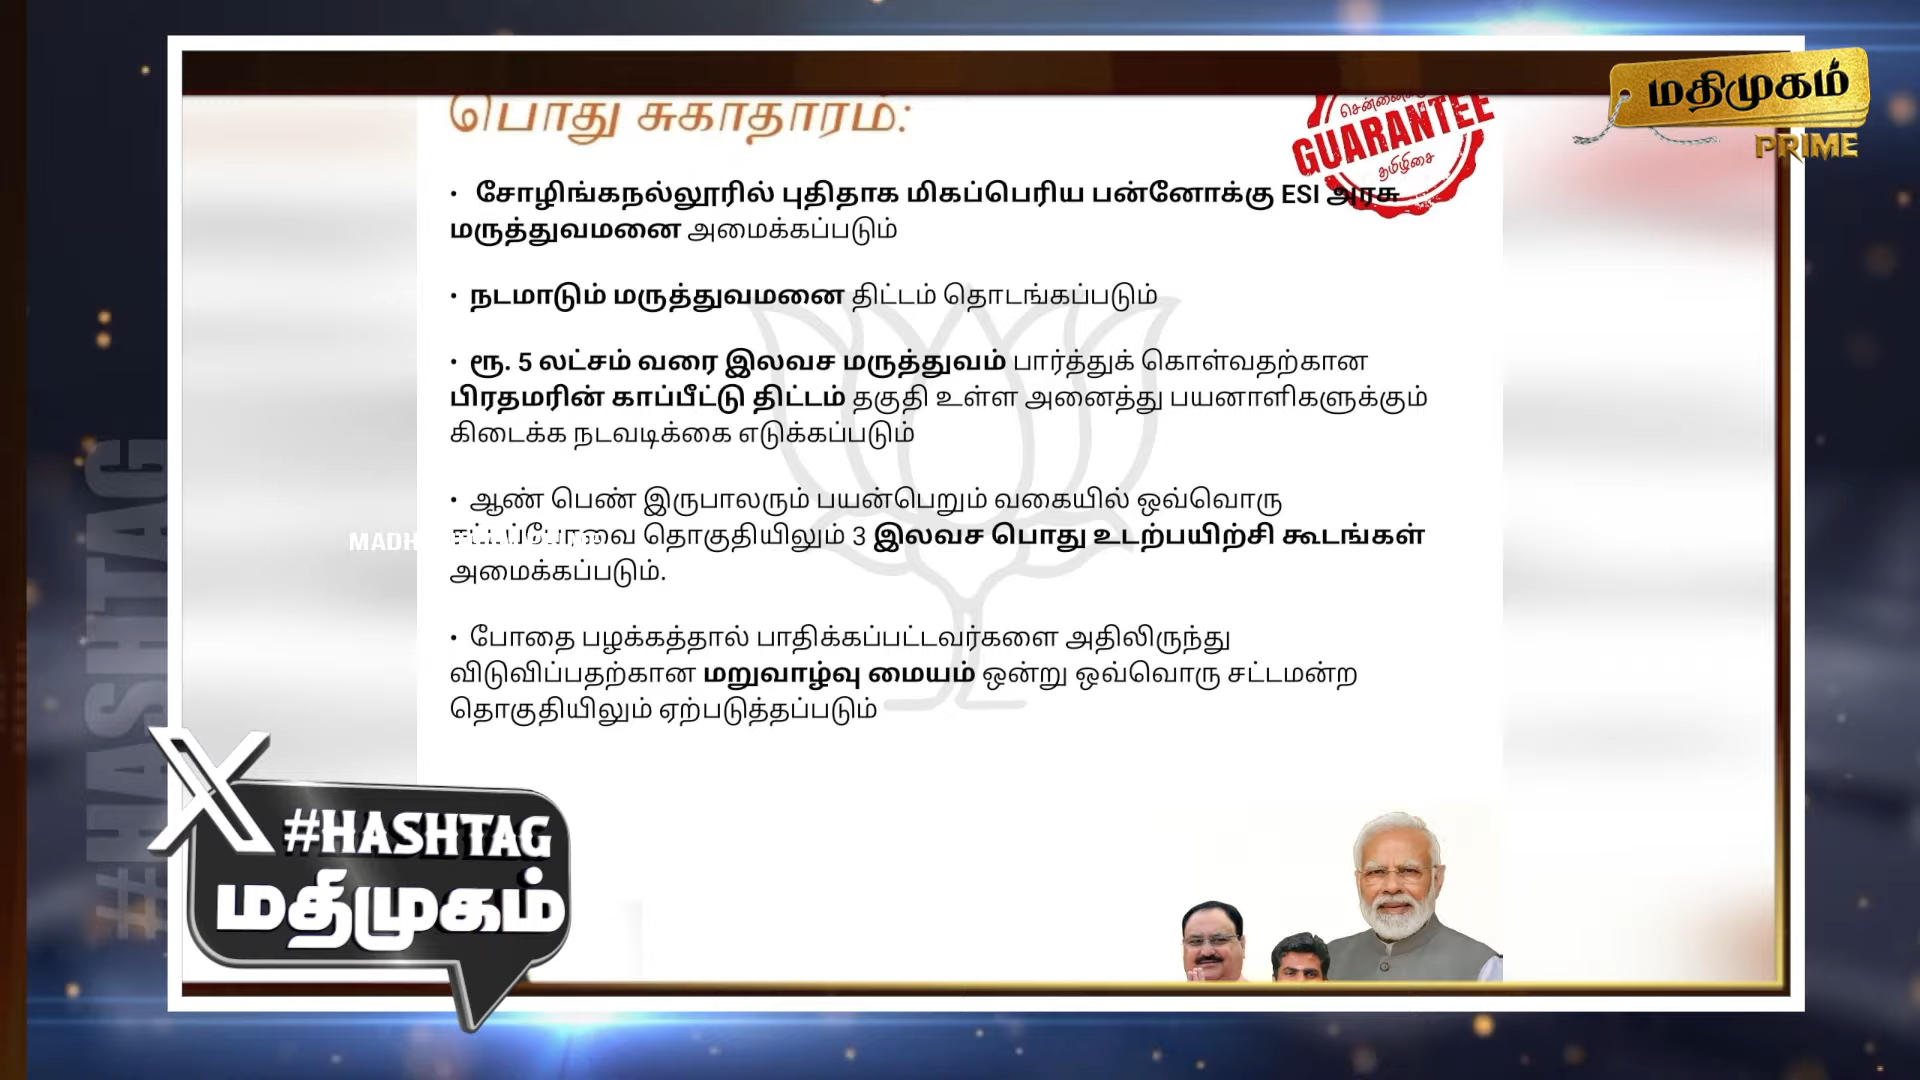 மதிமுகம்
PRIME
பொது சுகாதாரம்:
GUARANTEE
தமிழிசை
• சோழிங்கநல்லூரில் புதிதாக மிகப்பெரிய பன்னோக்கு ESI அரசு
மருத்துவமனை அமைக்கப்படும்
• நடமாடும் மருத்துவமனை திட்டம் தொடங்கப்படும்
• ரூ. 5 லட்சம் வரை இலவச மருத்துவம் பார்த்துக் கொள்வதற்கான
பிரதமரின் காப்பீட்டு திட்டம் தகுதி உள்ள அனைத்து பயனாளிகளுக்கும்
கிடைக்க நடவடிக்கை எடுக்கப்படும்
• ஆண் பெண் இருபாலரும் பயன்பெறும் வகையில் ஒவ்வொரு
தொகுதியிலும் 3 இலவச பொது உடற்பயிற்சி கூடங்கள்
அமைக்கப்படும்.
• போதை பழக்கத்தால் பாதிக்கப்பட்டவர்களை அதிலிருந்து
விடுவிப்பதற்கான மறுவாழ்வு மையம் ஒன்று ஒவ்வொரு சட்டமன்ற
தொகுதியிலும் ஏற்படுத்தப்படும்
#HASHTAG
X
#HASHTAG
மதிமுகம்